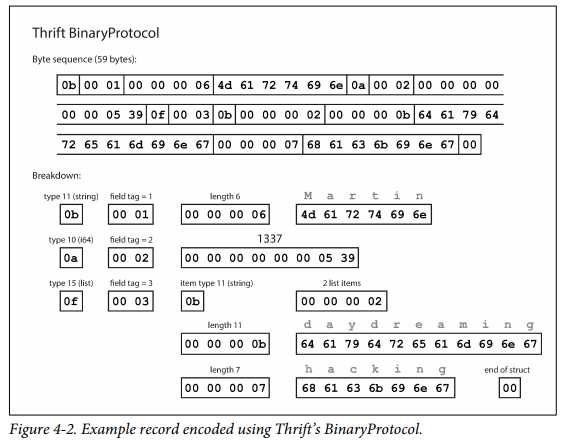 Thrift BinaryProtocol
Byte sequence (59 bytes):
0b 00 01 00 00 00 06 4d 61 72 74 69 6e 0a 00 02 00 00 00 00
00 00 05 39 0f 00 03 0b 00 00 00 02 00 00 00 0b 64 61 79 64
72 65 61 6d 69 6e 67 00 00 00 07 68 61 63 6b 69 6e 67 00
Breakdown:
type 11 (string) field tag = 1 length 6 M a r t i n
0b 00 01 00 00 00 06 4d 61 72 74 69 6e
type 10 (i64) field tag = 2 1337
0a 00 02 00 00 00 00 00 00 05 39
type 15 (list) field tag = 3 item type 11 (string) 2 list items
0f 00 03 0b 00 00 00 02
length 11 d a y d r e a m i n g
00 00 00 0b 64 61 79 64 72 65 61 6d 69 6e 67
length 7 h a c k i n g end of struct
00 00 00 07 68 61 63 6b 69 6e 67 00
Figure 4-2. Example record encoded using Thrift's BinaryProtocol.